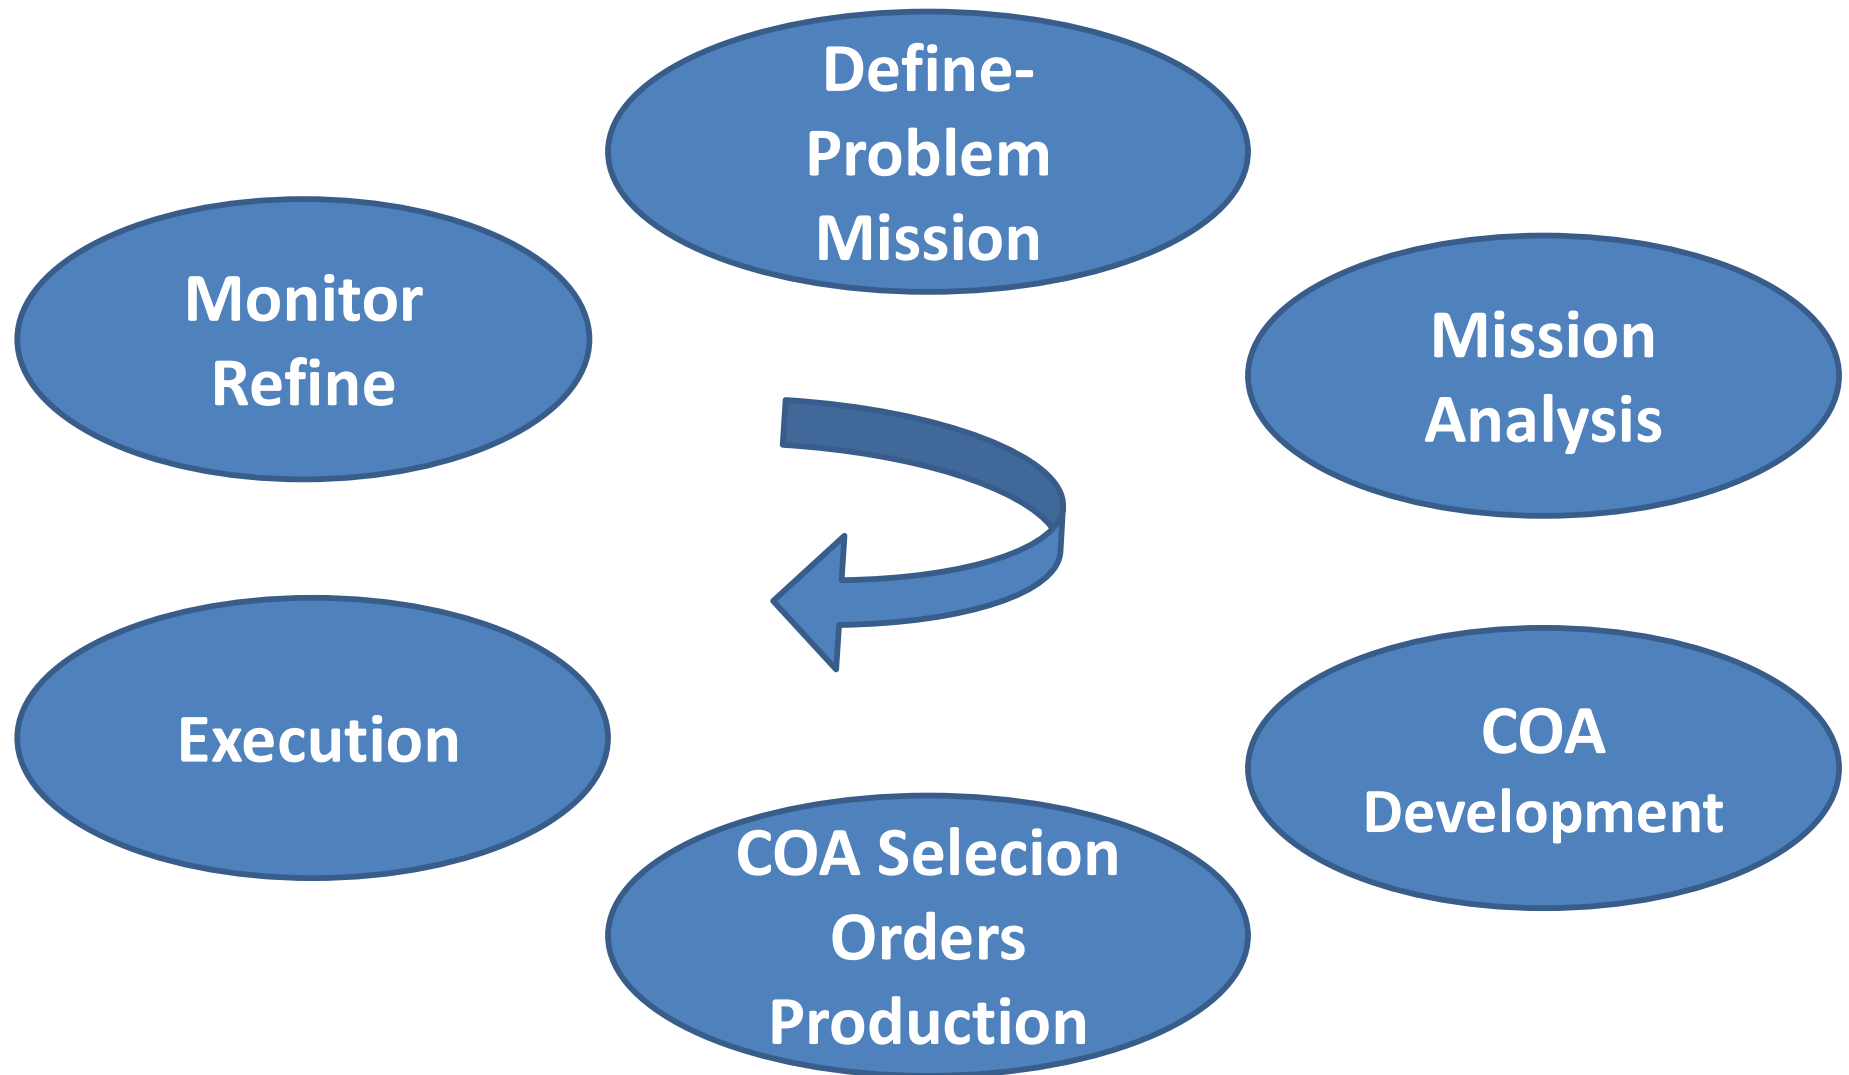 Define-
Problem
Mission
Monitor
Refine
Mission
Analysis
Execution
COA
Development
COA Selecion
Orders
Production